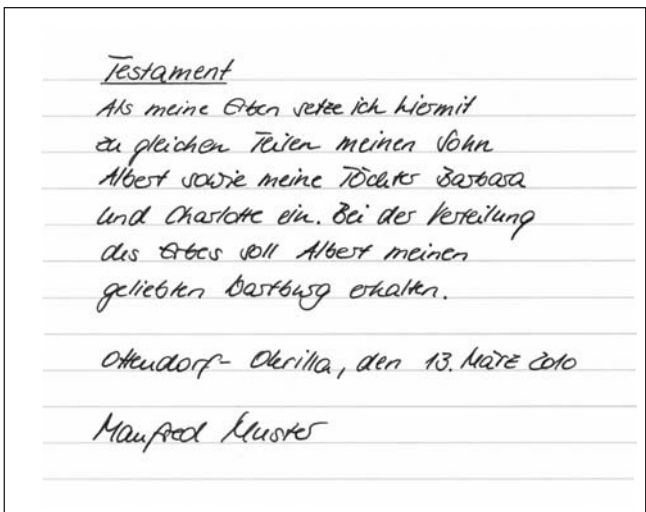 Testament
Als meine Erben setze ich hiermit
zu gleichen Teilen meinen Sohn
Albert sowie meine Töchter Barbara
und Charlotte ein. Bei der Verteilung
des Erbes soll Albert meinen
geliebten Wartburg erhalten.
Ottendorf-Okrilla, den 13. März 2010
Manfred Muster